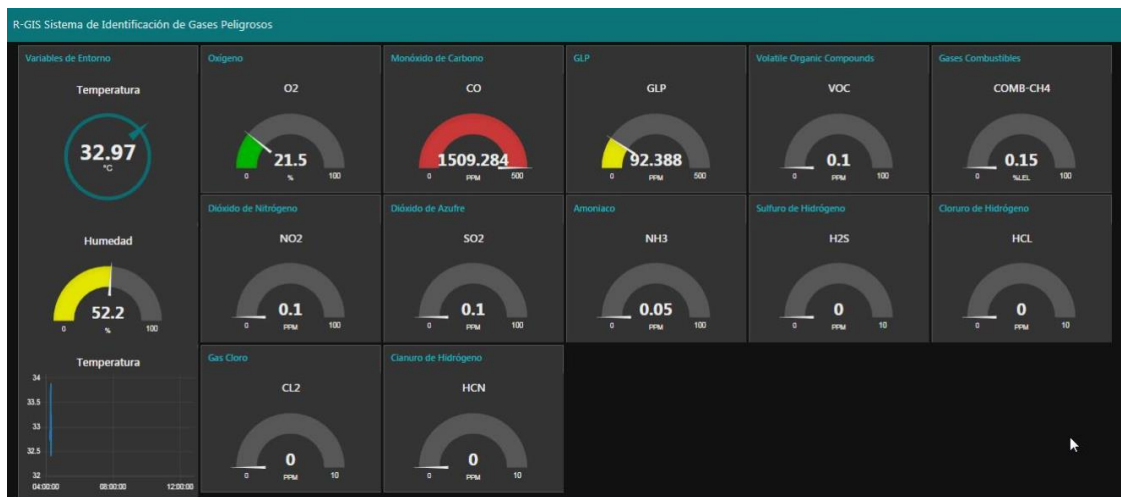 R-GIS Sistema de Identificación de Gases Peligrosos
Variables de Entorno
Temperatura
32.97
°C
Humedad
52.2
0 % 100
Temperatura
34
33.5
33
32.5
32
04:00:00 08:00:00 12:00:00
Oxígeno
O2
21.5
0 % 100
Monóxido de Carbono
CO
1509.284
0 PPM 500
GLP
GLP
92.388
0 PPM 500
Volatile Organic Compounds
VOC
0.1
0 PPM 100
Gases Combustibles
COMB-CH4
0.15
0 %LEL 100
Dióxido de Nitrógeno
NO2
0.1
0 PPM 100
Dióxido de Azufre
SO2
0.1
0 PPM 100
Amoniaco
NH3
0.05
0 PPM 100
Sulfuro de Hidrógeno
H2S
0
0 PPM 10
Cloruro de Hidrógeno
HCL
0
0 PPM 10
Gas Cloro
CL2
0
0 PPM 10
Cianuro de Hidrógeno
HCN
0
0 PPM 10